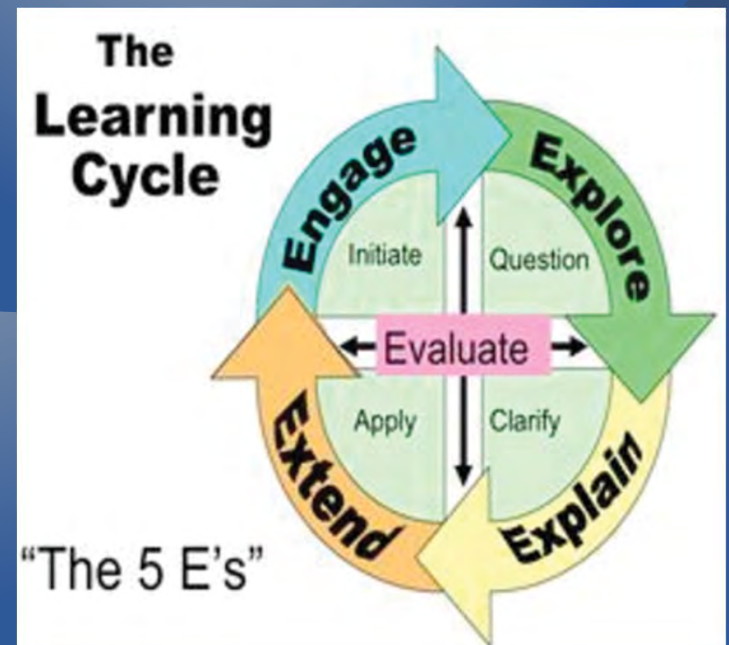 The
Learning
Cycle
Engage
Explore
Initiate
Question
Evaluate
Apply
Clarify
Extend
Explain
“The 5 E’s”